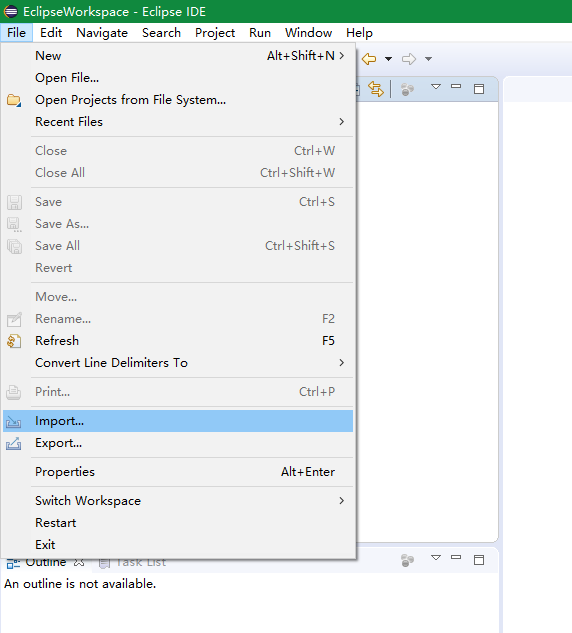 EclipseWorkspace - Eclipse IDE
File Edit Navigate Search Project Run Window Help
New Alt+Shift+N
Open File...
Open Projects from File System...
Recent Files
Close Ctrl+W
Close All Ctrl+Shift+W
Save Ctrl+S
Save As...
Save All Ctrl+Shift+S
Revert
Move...
Rename... F2
Refresh F5
Convert Line Delimiters To
Print... Ctrl+P
Import...
Export...
Properties Alt+Enter
Switch Workspace
Restart
Exit
Outline Task List
An outline is not available.